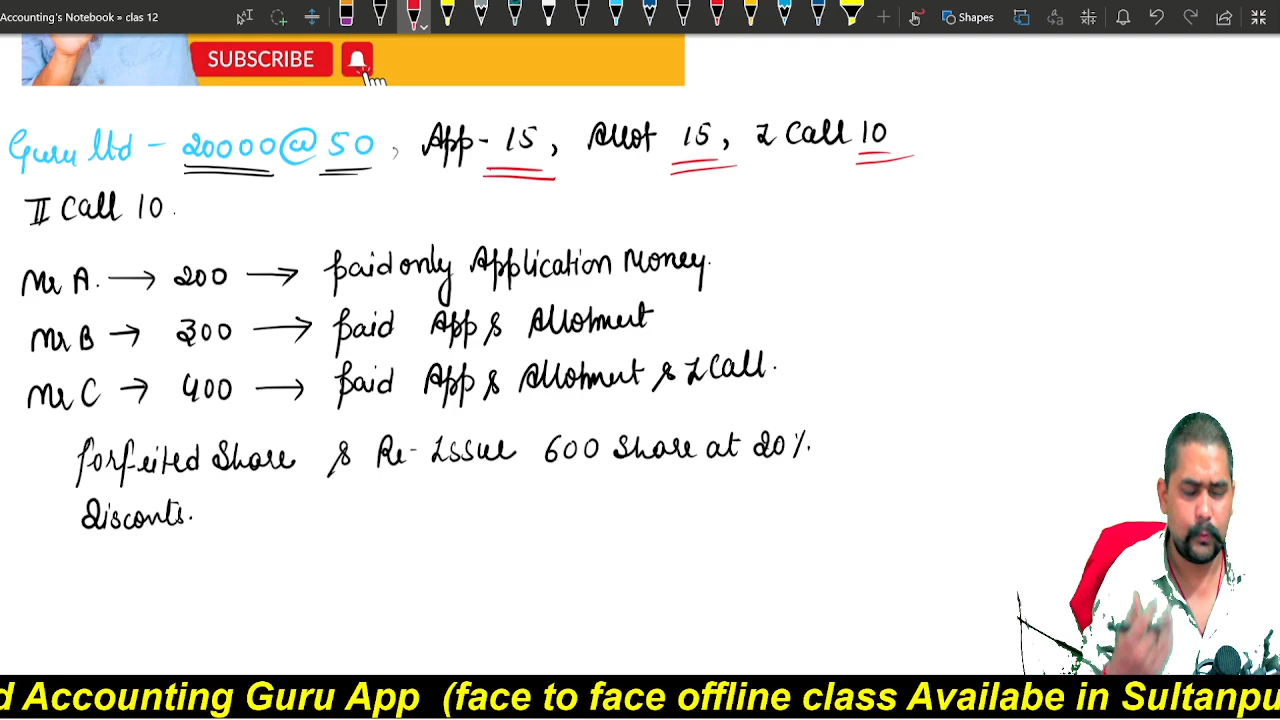 Accounting's Notebook » clas 12
Shapes
SUBSCRIBE
Guru ltd - 20000@50, App- 15, Allot 15, I Call 10
II Call 10.
Mr A. → 200 → paid only Application Money.
Mr B → 300 → paid App & Allotment
Mr C → 400 → paid App & Allotment & I Call.
forfeited Share & Re-Issue 600 Share at 20%
disconts.
d Accounting Guru App (face to face offline class Availabe in Sultanpu